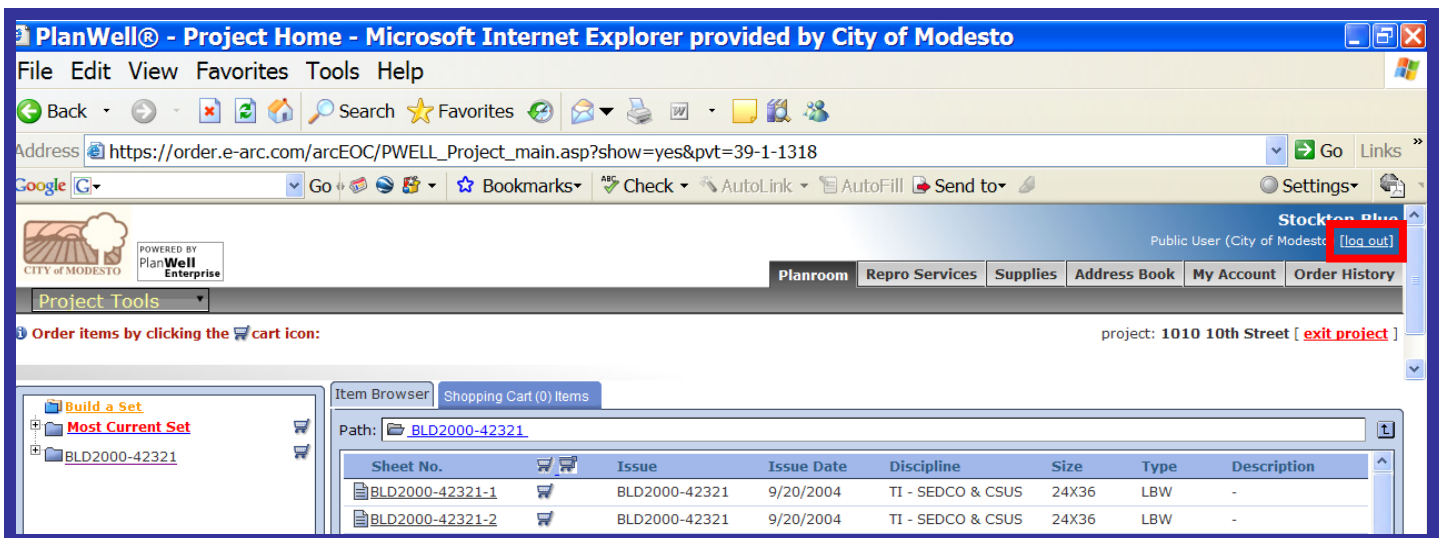 PlanWell® - Project Home - Microsoft Internet Explorer provided by City of Modesto
File Edit View Favorites Tools Help
Back Search Favorites
Address https://order.e-arc.com/arcEOC/PWELL_Project_main.asp?show=yes&pvt=39-1-1318 Go Links »
Google G Go Bookmarks ABC Check AutoLink AutoFill Send to Settings
Stockton Blue
Public User (City of Modesto [log out]
CITY of MODESTO
POWERED BY
PlanWell
Enterprise
Planroom Repro Services Supplies Address Book My Account Order History
Project Tools
Order items by clicking the cart icon: project: 1010 10th Street [ exit project ]
Build a Set
Most Current Set
BLD2000-42321
Item Browser Shopping Cart (0) Items
Path: BLD2000-42321
Sheet No. Issue Issue Date Discipline Size Type Description
BLD2000-42321-1 BLD2000-42321 9/20/2004 TI - SEDCO & CSUS 24X36 LBW -
BLD2000-42321-2 BLD2000-42321 9/20/2004 TI - SEDCO & CSUS 24X36 LBW -